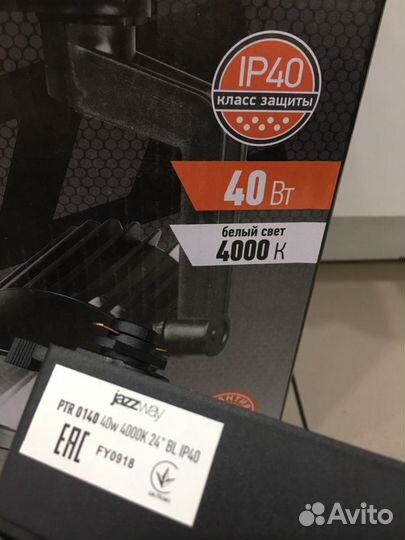 IP40
КЛАСС ЗАЩИТЫ
40 Вт
БЕЛЫЙ СВЕТ
4000 К
ГАРАНТИЯ
jazzway
PTR 0140 40w 4000K 24° BL IP40
EAC
FY0918
Avito